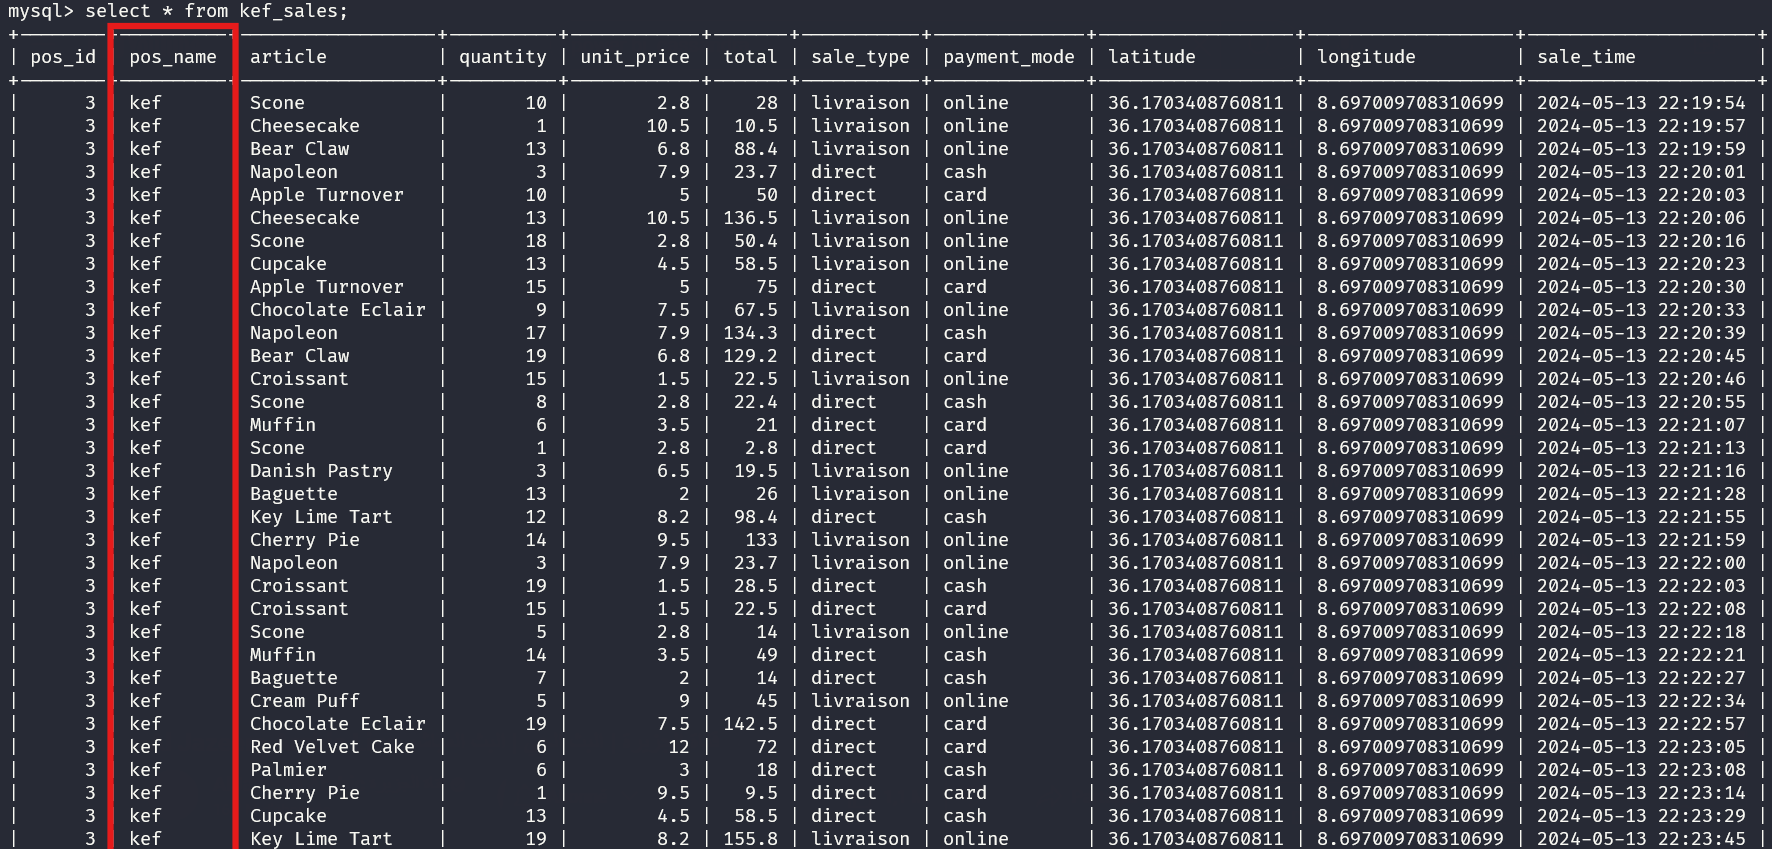 mysql> select * from kef_sales;
| pos_id | pos_name | article | quantity | unit_price | total | sale_type | payment_mode | latitude | longitude | sale_time |
| 3 | kef | Scone | 10 | 2.8 | 28 | livraison | online | 36.1703408760811 | 8.697009708310699 | 2024-05-13 22:19:54 |
| 3 | kef | Cheesecake | 1 | 10.5 | 10.5 | livraison | online | 36.1703408760811 | 8.697009708310699 | 2024-05-13 22:19:57 |
| 3 | kef | Bear Claw | 13 | 6.8 | 88.4 | livraison | online | 36.1703408760811 | 8.697009708310699 | 2024-05-13 22:19:59 |
| 3 | kef | Napoleon | 3 | 7.9 | 23.7 | direct | cash | 36.1703408760811 | 8.697009708310699 | 2024-05-13 22:20:01 |
| 3 | kef | Apple Turnover | 10 | 5 | 50 | direct | card | 36.1703408760811 | 8.697009708310699 | 2024-05-13 22:20:03 |
| 3 | kef | Cheesecake | 13 | 10.5 | 136.5 | livraison | online | 36.1703408760811 | 8.697009708310699 | 2024-05-13 22:20:06 |
| 3 | kef | Scone | 18 | 2.8 | 50.4 | livraison | online | 36.1703408760811 | 8.697009708310699 | 2024-05-13 22:20:16 |
| 3 | kef | Cupcake | 13 | 4.5 | 58.5 | livraison | online | 36.1703408760811 | 8.697009708310699 | 2024-05-13 22:20:23 |
| 3 | kef | Apple Turnover | 15 | 5 | 75 | direct | card | 36.1703408760811 | 8.697009708310699 | 2024-05-13 22:20:30 |
| 3 | kef | Chocolate Eclair | 9 | 7.5 | 67.5 | livraison | online | 36.1703408760811 | 8.697009708310699 | 2024-05-13 22:20:33 |
| 3 | kef | Napoleon | 17 | 7.9 | 134.3 | direct | cash | 36.1703408760811 | 8.697009708310699 | 2024-05-13 22:20:39 |
| 3 | kef | Bear Claw | 19 | 6.8 | 129.2 | direct | card | 36.1703408760811 | 8.697009708310699 | 2024-05-13 22:20:45 |
| 3 | kef | Croissant | 15 | 1.5 | 22.5 | livraison | online | 36.1703408760811 | 8.697009708310699 | 2024-05-13 22:20:46 |
| 3 | kef | Scone | 8 | 2.8 | 22.4 | direct | cash | 36.1703408760811 | 8.697009708310699 | 2024-05-13 22:20:55 |
| 3 | kef | Muffin | 6 | 3.5 | 21 | direct | card | 36.1703408760811 | 8.697009708310699 | 2024-05-13 22:21:07 |
| 3 | kef | Scone | 1 | 2.8 | 2.8 | direct | card | 36.1703408760811 | 8.697009708310699 | 2024-05-13 22:21:13 |
| 3 | kef | Danish Pastry | 3 | 6.5 | 19.5 | livraison | online | 36.1703408760811 | 8.697009708310699 | 2024-05-13 22:21:16 |
| 3 | kef | Baguette | 13 | 2 | 26 | livraison | online | 36.1703408760811 | 8.697009708310699 | 2024-05-13 22:21:28 |
| 3 | kef | Key Lime Tart | 12 | 8.2 | 98.4 | direct | cash | 36.1703408760811 | 8.697009708310699 | 2024-05-13 22:21:55 |
| 3 | kef | Cherry Pie | 14 | 9.5 | 133 | livraison | online | 36.1703408760811 | 8.697009708310699 | 2024-05-13 22:21:59 |
| 3 | kef | Napoleon | 3 | 7.9 | 23.7 | livraison | online | 36.1703408760811 | 8.697009708310699 | 2024-05-13 22:22:00 |
| 3 | kef | Croissant | 19 | 1.5 | 28.5 | direct | cash | 36.1703408760811 | 8.697009708310699 | 2024-05-13 22:22:03 |
| 3 | kef | Croissant | 15 | 1.5 | 22.5 | direct | card | 36.1703408760811 | 8.697009708310699 | 2024-05-13 22:22:08 |
| 3 | kef | Scone | 5 | 2.8 | 14 | livraison | online | 36.1703408760811 | 8.697009708310699 | 2024-05-13 22:22:18 |
| 3 | kef | Muffin | 14 | 3.5 | 49 | direct | cash | 36.1703408760811 | 8.697009708310699 | 2024-05-13 22:22:21 |
| 3 | kef | Baguette | 7 | 2 | 14 | direct | cash | 36.1703408760811 | 8.697009708310699 | 2024-05-13 22:22:27 |
| 3 | kef | Cream Puff | 5 | 9 | 45 | livraison | online | 36.1703408760811 | 8.697009708310699 | 2024-05-13 22:22:34 |
| 3 | kef | Chocolate Eclair | 19 | 7.5 | 142.5 | direct | card | 36.1703408760811 | 8.697009708310699 | 2024-05-13 22:22:57 |
| 3 | kef | Red Velvet Cake | 6 | 12 | 72 | direct | card | 36.1703408760811 | 8.697009708310699 | 2024-05-13 22:23:05 |
| 3 | kef | Palmier | 6 | 3 | 18 | direct | cash | 36.1703408760811 | 8.697009708310699 | 2024-05-13 22:23:08 |
| 3 | kef | Cherry Pie | 1 | 9.5 | 9.5 | direct | card | 36.1703408760811 | 8.697009708310699 | 2024-05-13 22:23:14 |
| 3 | kef | Cupcake | 13 | 4.5 | 58.5 | direct | cash | 36.1703408760811 | 8.697009708310699 | 2024-05-13 22:23:29 |
| 3 | kef | Key Lime Tart | 19 | 8.2 | 155.8 | livraison | online | 36.1703408760811 | 8.697009708310699 | 2024-05-13 22:23:45 |